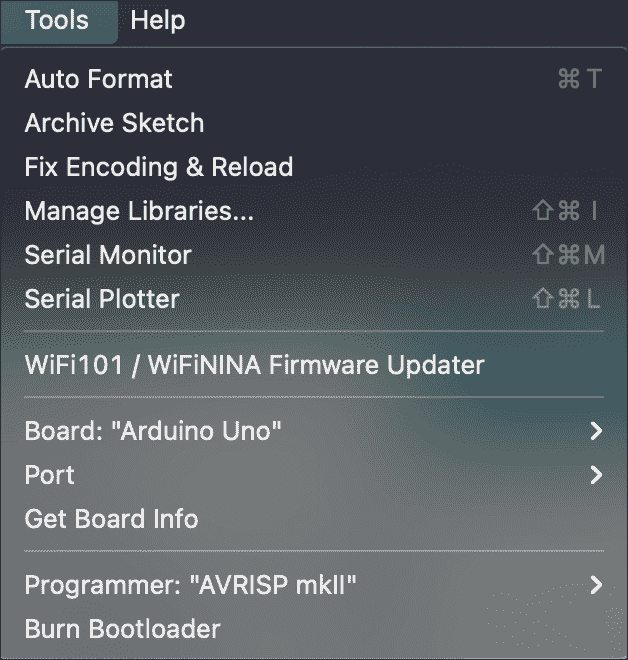 Tools Help
Auto Format ⌘ T
Archive Sketch
Fix Encoding & Reload
Manage Libraries... ⇧⌘ I
Serial Monitor ⇧⌘ M
Serial Plotter ⇧⌘ L
WiFi101 / WiFiNINA Firmware Updater
Board: "Arduino Uno"
Port
Get Board Info
Programmer: "AVRISP mkII"
Burn Bootloader